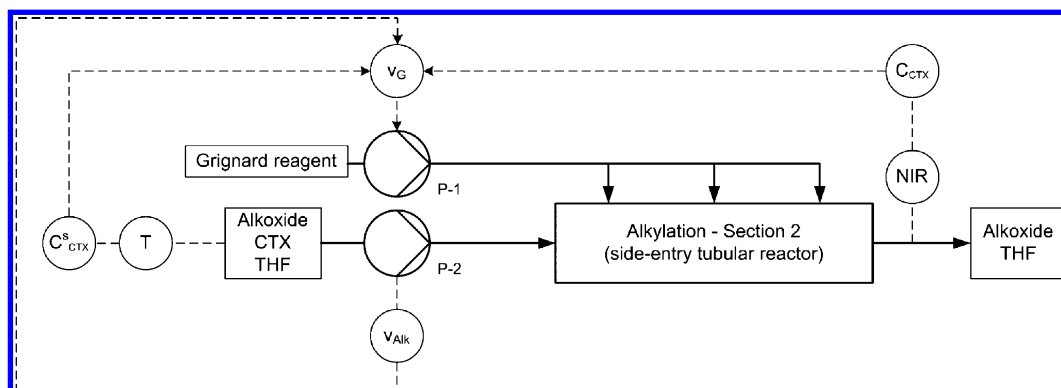 v_G
C_CTX
Grignard reagent
P-1
NIR
C^s_CTX
T
Alkoxide
CTX
THF
P-2
Alkylation - Section 2
(side-entry tubular reactor)
Alkoxide
THF
v_Alk